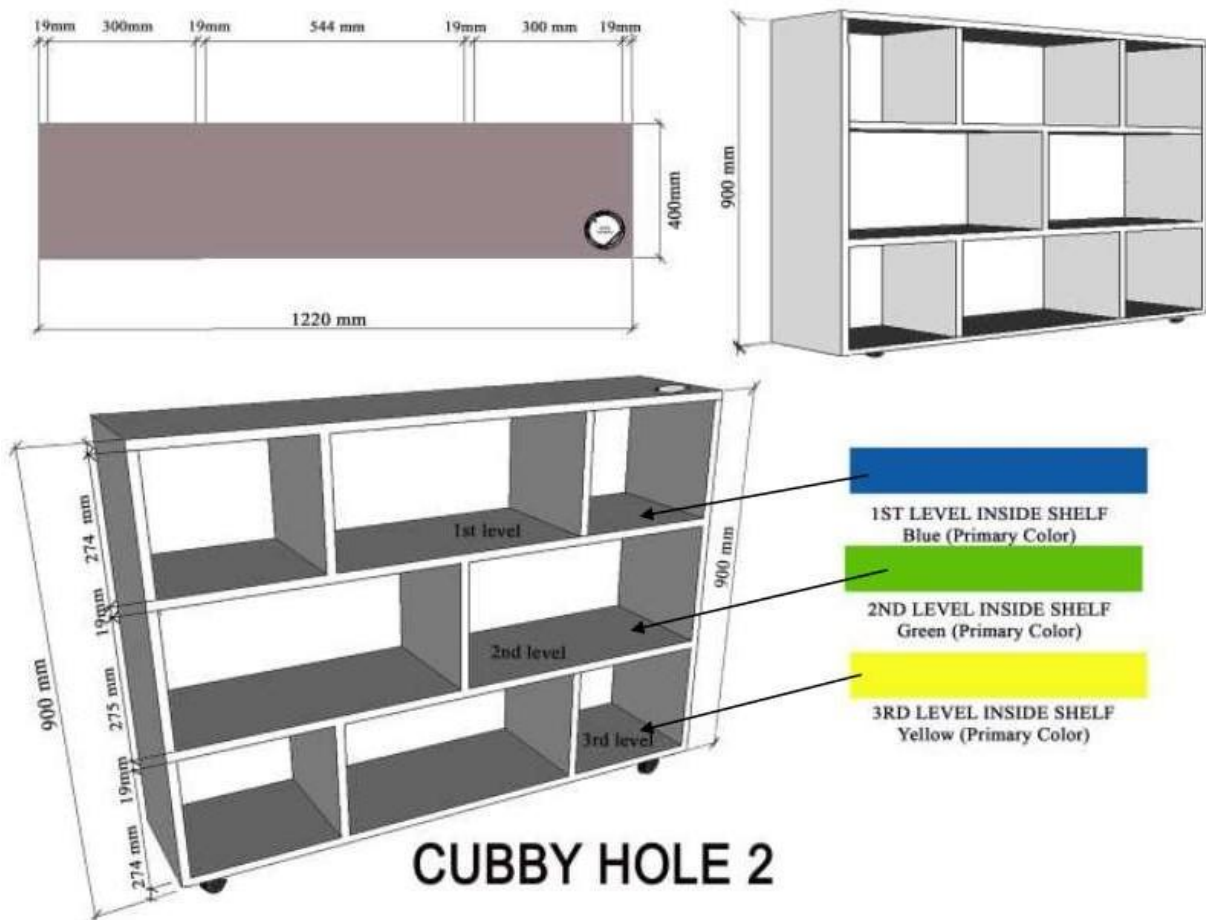 19mm 300mm 19mm 544 mm 19mm 300 mm 19mm
400mm
1220 mm
900 mm
274 mm
19mm
275 mm
19mm
274 mm
900 mm
900 mm
1st level
2nd level
3rd level
1ST LEVEL INSIDE SHELF
Blue (Primary Color)
2ND LEVEL INSIDE SHELF
Green (Primary Color)
3RD LEVEL INSIDE SHELF
Yellow (Primary Color)
CUBBY HOLE 2